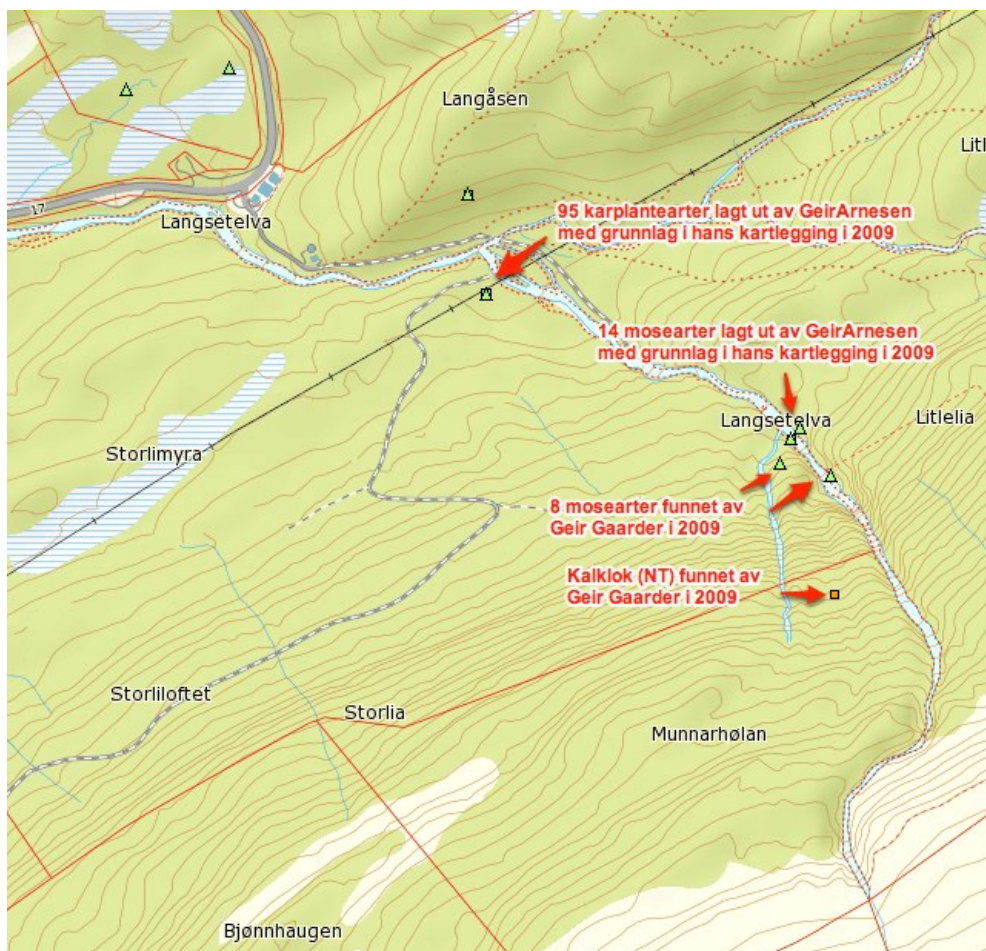 Langåsen
Litl
17
Langsetelva
95 karplantearter lagt ut av GeirArnesen
med grunnlag i hans kartlegging i 2009
14 mosearter lagt ut av GeirArnesen
med grunnlag i hans kartlegging i 2009
Langsetelva
Litlelia
Storlimyra
8 mosearter funnet av
Geir Gaarder i 2009
Kalklok (NT) funnet av
Geir Gaarder i 2009
Storliloftet
Storlia
Munnarhølan
Bjønnhaugen